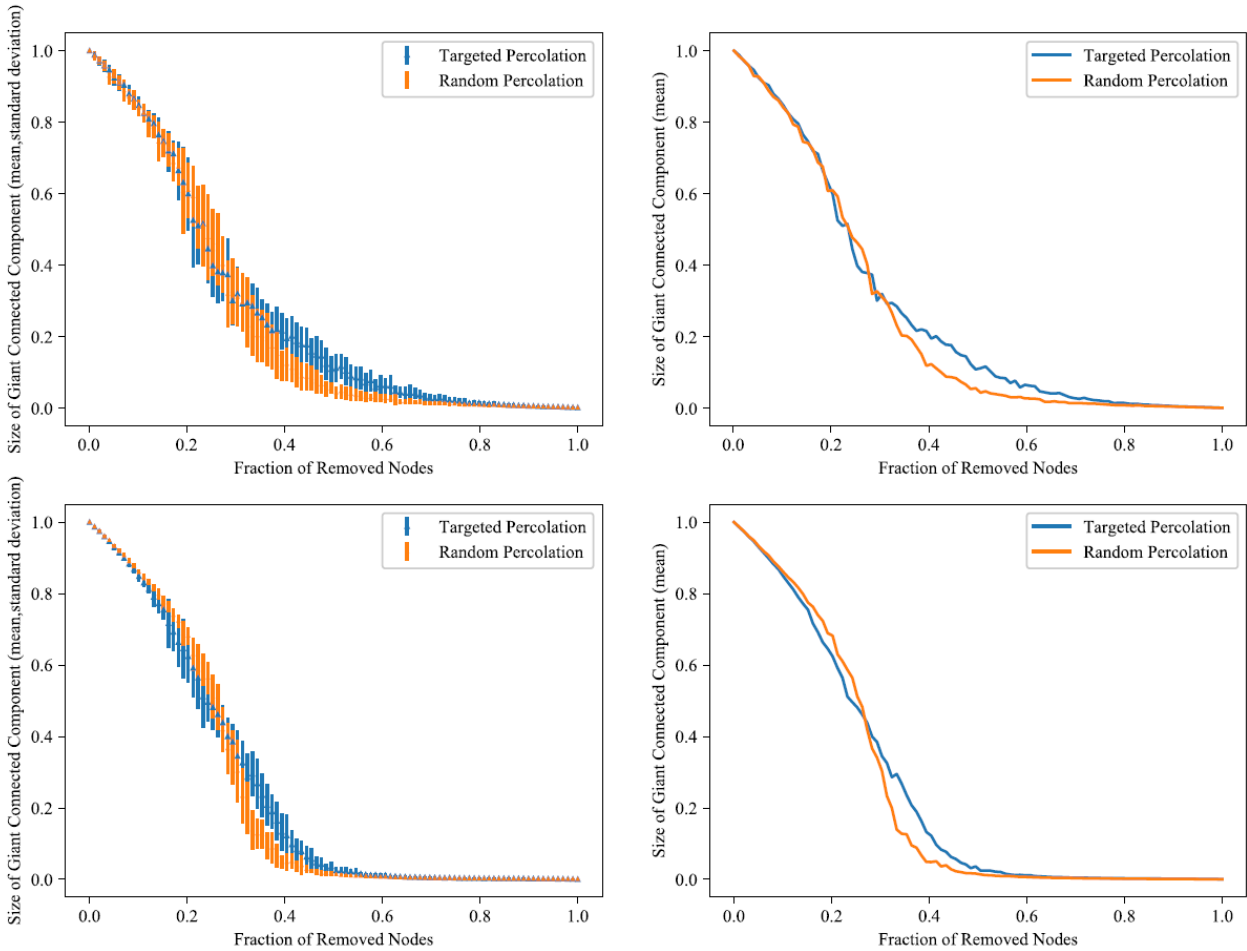 Size of Giant Connected Component (mean,standard deviation)
1.0
0.8
0.6
0.4
0.2
0.0
Targeted Percolation
Random Percolation
0.0 0.2 0.4 0.6 0.8 1.0
Fraction of Removed Nodes
Size of Giant Connected Component (mean)
1.0
0.8
0.6
0.4
0.2
0.0
Targeted Percolation
Random Percolation
0.0 0.2 0.4 0.6 0.8 1.0
Fraction of Removed Nodes
Size of Giant Connected Component (mean,standard deviation)
1.0
0.8
0.6
0.4
0.2
0.0
Targeted Percolation
Random Percolation
0.0 0.2 0.4 0.6 0.8 1.0
Fraction of Removed Nodes
Size of Giant Connected Component (mean)
1.0
0.8
0.6
0.4
0.2
0.0
Targeted Percolation
Random Percolation
0.0 0.2 0.4 0.6 0.8 1.0
Fraction of Removed Nodes